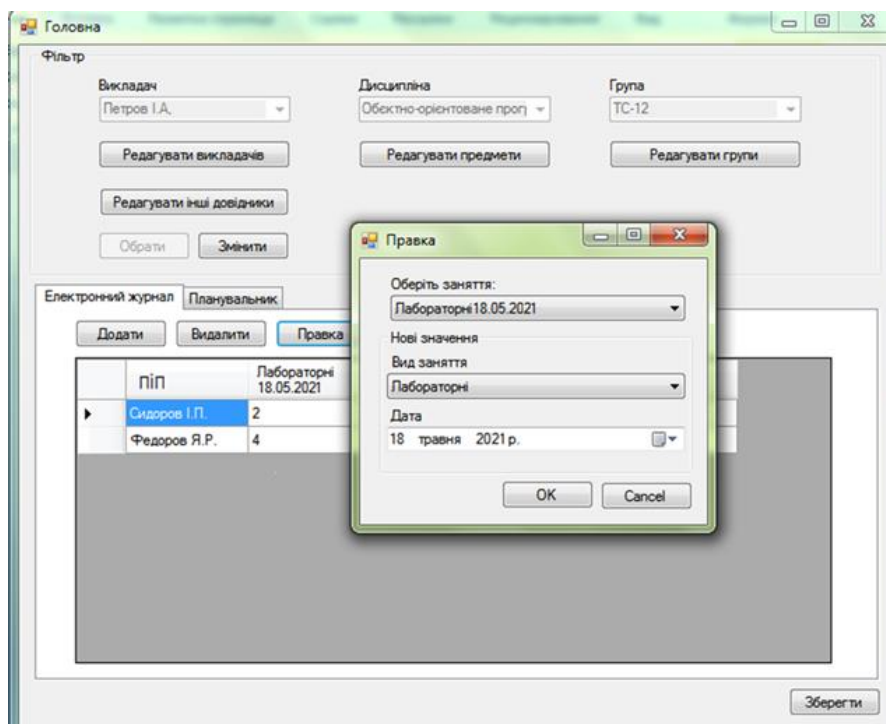 Головна
Фільтр
Викладач Дисципліна Група
Петров І.А, Обєктно-орієнтоване прог ТС-12
Редагувати викладачів Редагувати предмети Редагувати групи
Редагувати інші довідники
Обрати Змінити
Правка
Оберіть заняття:
Лабораторні18.05.2021
Нові значення
Вид заняття
Лабораторні
Дата
18 травня 2021 р.
OK Cancel
Електронний журнал Планувальник
Додати Видалити Правка
ПіП Лабораторні
18.05.2021
Сидоров І.П. 2
Федоров Я.Р. 4
Зберегти